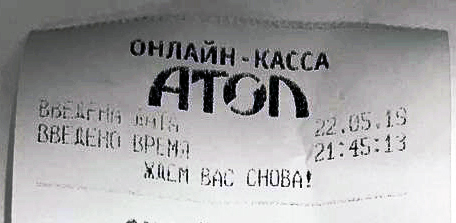 ОНЛАЙН-КАССА
АТОЛ
ВВЕДЕНА ДАТА 22.05.19
ВВЕДЕНО ВРЕМЯ 21:45:13
ЖДЕМ ВАС СНОВА!